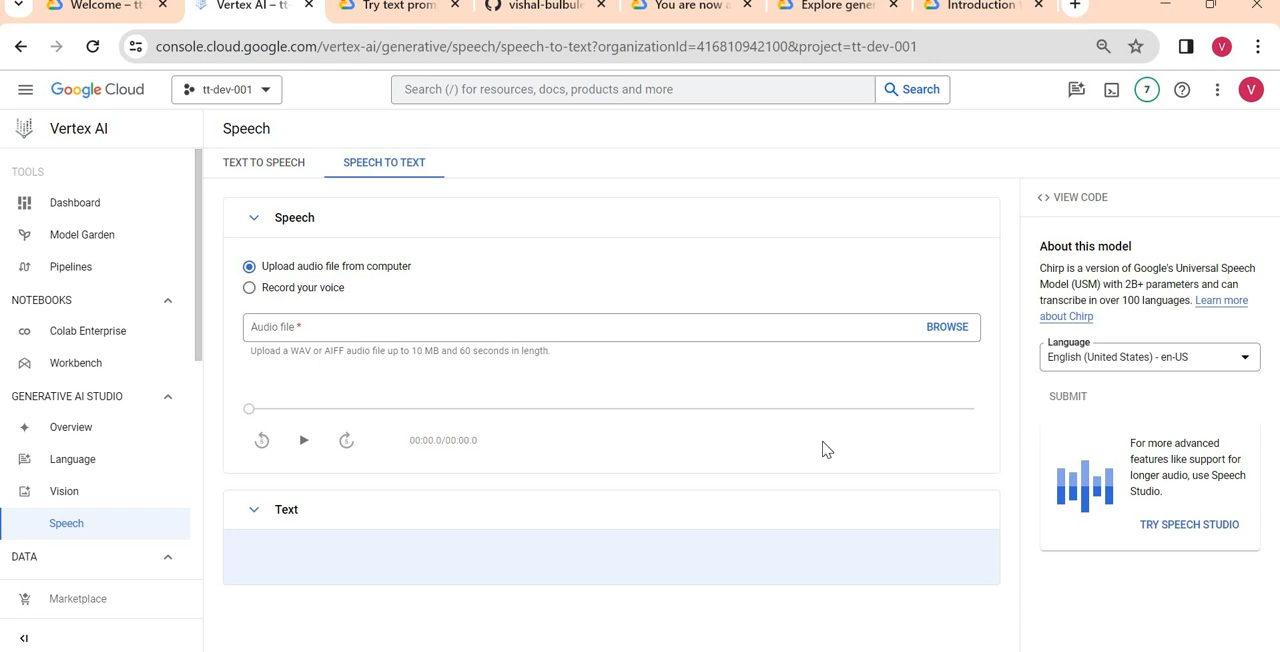 Welcome – tt-
Vertex AI – tt-
Try text prom
vishal-bulbule
You are now a
Explore gener
Introduction t
console.cloud.google.com/vertex-ai/generative/speech/speech-to-text?organizationId=416810942100&project=tt-dev-001
V
Google Cloud
tt-dev-001
Search (/) for resources, docs, products and more
Search
7
V
Vertex AI
Speech
TOOLS
Dashboard
Model Garden
Pipelines
NOTEBOOKS
Colab Enterprise
Workbench
GENERATIVE AI STUDIO
Overview
Language
Vision
Speech
DATA
Marketplace
TEXT TO SPEECH
SPEECH TO TEXT
Speech
Upload audio file from computer
Record your voice
Audio file *
BROWSE
Upload a WAV or AIFF audio file up to 10 MB and 60 seconds in length.
5
5
00:00.0/00:00.0
Text
VIEW CODE
About this model
Chirp is a version of Google's Universal Speech
Model (USM) with 2B+ parameters and can
transcribe in over 100 languages. Learn more
about Chirp
Language
English (United States) - en-US
SUBMIT
For more advanced
features like support for
longer audio, use Speech
Studio.
TRY SPEECH STUDIO